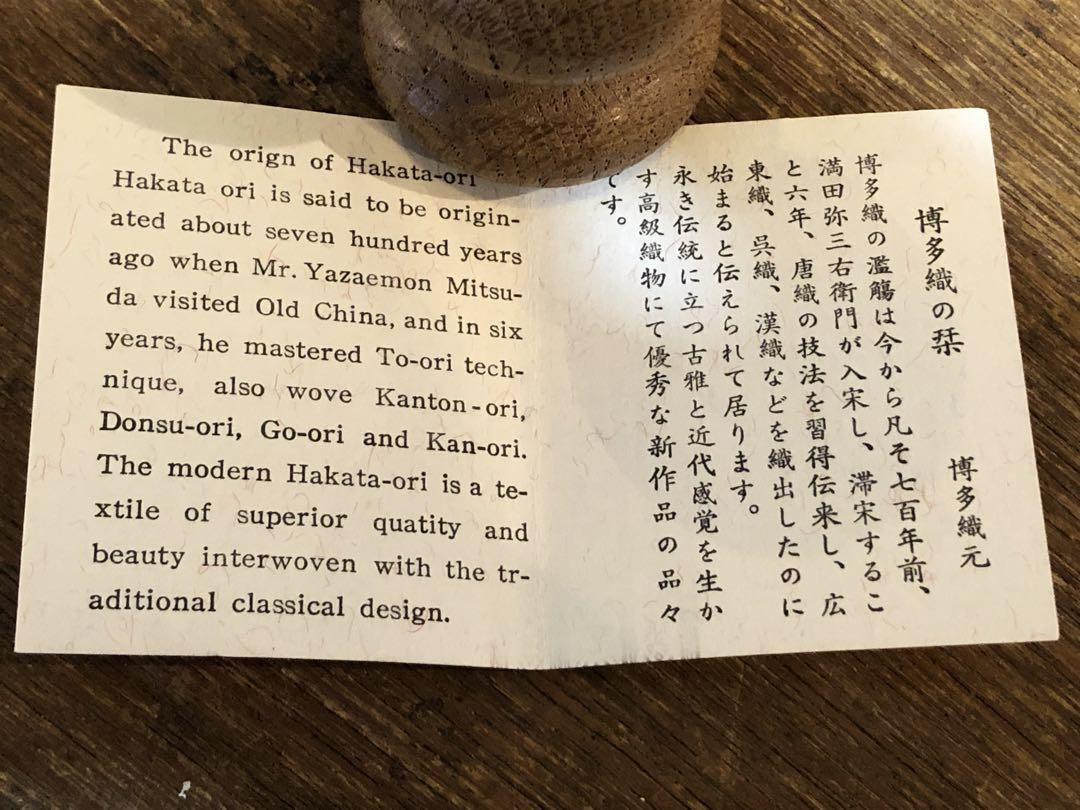 The orign of Hakata-ori
Hakata ori is said to be origin-
ated about seven hundred years
ago when Mr. Yazaemon Mitsu-
da visited Old China, and in six
years, he mastered To-ori tech-
nique, also wove Kanton-ori,
Donsu-ori, Go-ori and Kan-ori.
The modern Hakata-ori is a te-
xtile of superior quatity and
beauty interwoven with the tr-
aditional classical design.
博多織の栞
博多織元
博多織の濫觴は今から凡そ七百年前、
満田弥三右衛門が入宋し、滞宋するこ
と六年、唐織の技法を習得伝来し、広
東織、呉織、漢織などを織出したのに
始まると伝えられて居ります。
永き伝統に立つ古雅と近代感覚を生か
す高級織物にて優秀な新作品の品々
です。